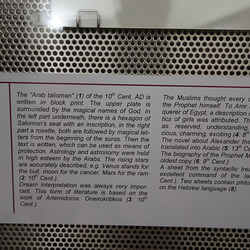 The "Arab talisman" (1) of the 10th Cent. AD is
written in block print. The upper plate is
surrounded by the magical names of God. In
the left part underneath, there is a hexagon of
Salomon's seal with an inscription, in the right
part a rosette, both are followed by magical let-
ters from the beginning of the suras. Then the
text is written, which can be used as means of
protection. Astrology and astronomy were held
in high esteem by the Arabs. The rising stars
are accurately described, e.g. Venus stands for
the bull, moon for the cancer, Mars for the ram
(2: 10th Cent.).
Dream interpretation was always very impor-
tant. This form of literature is based on the
work of Artemidoros Oneirokritikos (3: 10th
Cent.).
The Muslims thought every
the Prophet himself. To Amr
querer of Egypt, a description
tics of girls was attributed. Th
as reserved, understanding
cious, charming, exciting (4: 8
The novel about Alexander the
translated into Arabic (5: 13th C
The biography of the Prophet M
oldest copy (6: 9th Cent.).
A sheet from the syntactic trea
excellent command of the la
Cent.). Two sheets contain philos
on the Hebrew language (8).